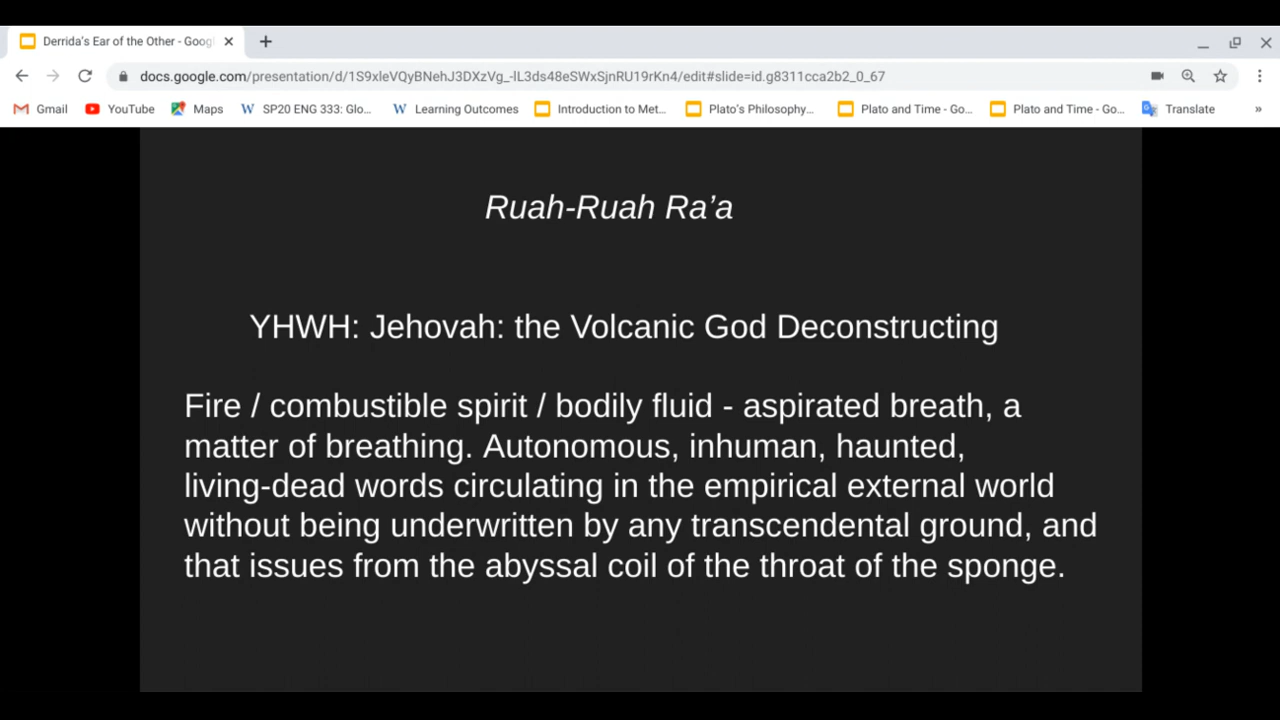 Derrida's Ear of the Other - Goog
docs.google.com/presentation/d/1S9xleVQyBNehJ3DXzVg_-lL3ds48eSWxSjnRU19rKn4/edit#slide=id.g8311cca2b2_0_67
Gmail YouTube Maps SP20 ENG 333: Glo... Learning Outcomes Introduction to Met... Plato's Philosophy... Plato and Time - Go... Plato and Time - Go... Translate »
Ruah-Ruah Ra’a
YHWH: Jehovah: the Volcanic God Deconstructing
Fire / combustible spirit / bodily fluid - aspirated breath, a
matter of breathing. Autonomous, inhuman, haunted,
living-dead words circulating in the empirical external world
without being underwritten by any transcendental ground, and
that issues from the abyssal coil of the throat of the sponge.